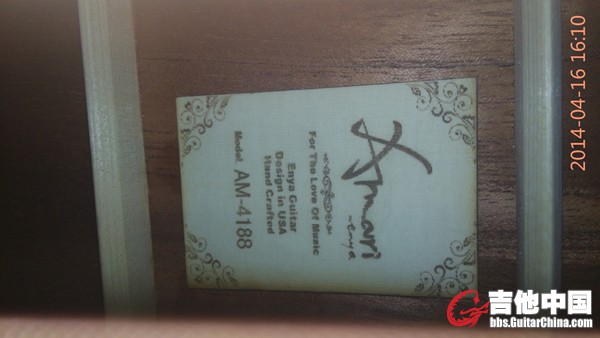 Amari
-enya
For The Love Of Music
Enya Guitar
Design in USA
Hand Crafted
Model. AM-4188
2014-04-16 16:10
吉他中国
bbs.GuitarChina.com